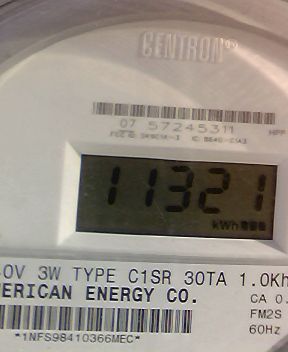 CENTRON®
07 57245311
HPP
11321
kWh
0V 3W TYPE C1SR 30TA 1.0Kh
ERICAN ENERGY CO.
CA 0.
FM2S
60Hz
*1NFS98410366MEC*